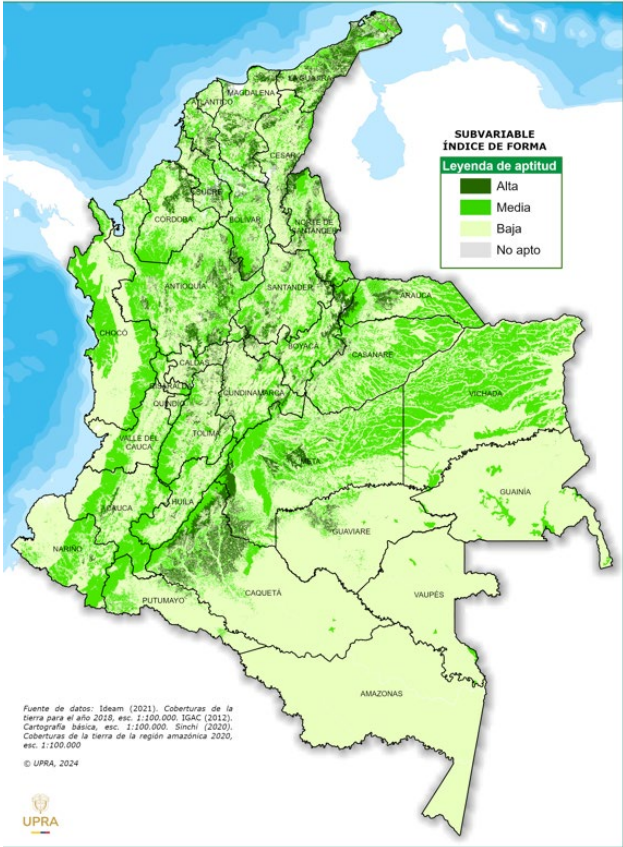 LA GUAJIRA
MAGDALENA
ATLÁNTICO
CESAR
SUCRE
CÓRDOBA
BOLIVAR
NORTE DE
SANTANDER
ANTIOQUIA
SANTANDER
ARAUCA
CHOCÓ
BOYACÁ
CASANARE
CALDAS
RISARALDA
CUNDINAMARCA
VICHADA
QUINDIO
VALLE DEL
CAUCA
TOLIMA
META
GUAINÍA
HUILA
CAUCA
GUAVIARE
NARIÑO
PUTUMAYO
CAQUETÁ
VAUPÉS
AMAZONAS
SUBVARIABLE
ÍNDICE DE FORMA
Leyenda de aptitud
Alta
Media
Baja
No apto
Fuente de datos: Ideam (2021). Coberturas de la
tierra para el año 2018, esc. 1:100.000. IGAC (2012).
Cartografía básica, esc. 1:100.000. Sinchi (2020).
Coberturas de la tierra de la región amazónica 2020,
esc. 1:100.000
© UPRA, 2024
UPRA